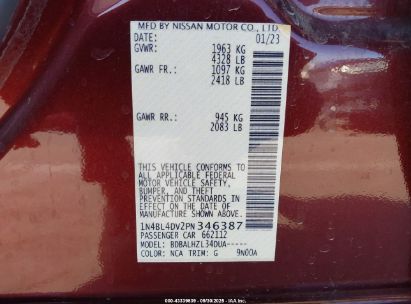 MFD BY NISSAN MOTOR CO., LTD
DATE: 01/23
GVWR: 1963 KG
4328 LB
GAWR FR.: 1097 KG
2418 LB
GAWR RR.: 945 KG
2083 LB
THIS VEHICLE CONFORMS TO
ALL APPLICABLE FEDERAL
MOTOR VEHICLE SAFETY,
BUMPER, AND THEFT
PREVENTION STANDARDS
IN EFFECT ON THE DATE OF
MANUFACTURE SHOWN ABOVE.
1N4BL4DV2PN346387
PASSENGER CAR 662112
MODEL: BDBALHZL34DUA-----
COLOR: NCA TRIM: G 9N00A